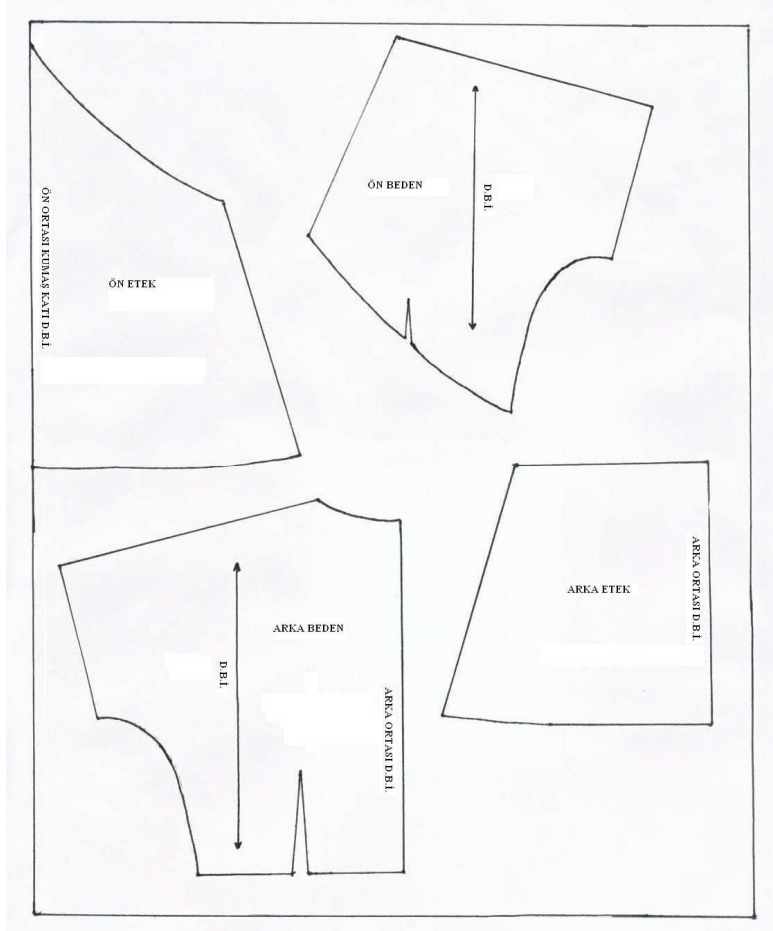 ÖN BEDEN
D.B.İ.
ÖN ORTASI KUMAŞ KATI D.B.İ.
ÖN ETEK
ARKA ETEK
ARKA ORTASI D.B.İ.
ARKA BEDEN
D.B.İ.
ARKA ORTASI D.B.İ.